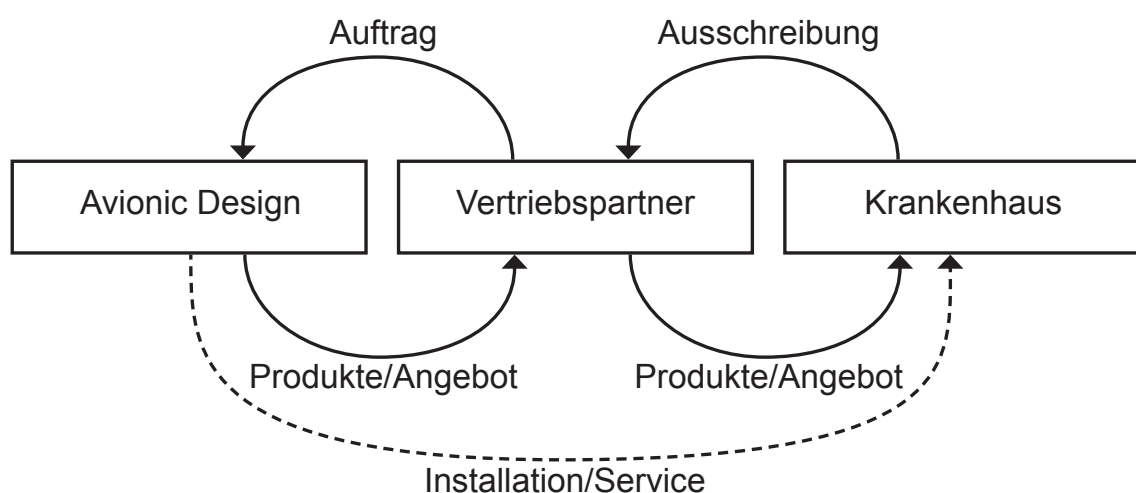 Auftrag
Ausschreibung
Avionic Design
Vertriebspartner
Krankenhaus
Produkte/Angebot
Produkte/Angebot
Installation/Service